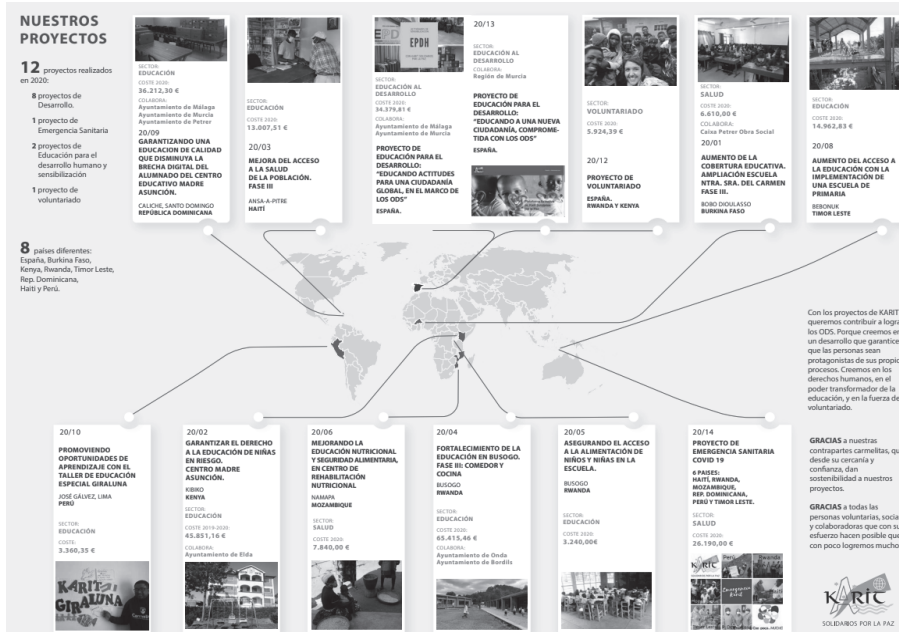 NUESTROS
PROYECTOS
12 proyectos realizados
en 2020:
8 proyectos de
Desarrollo.
1 proyecto de
Emergencia Sanitaria
2 proyectos de
Educación para el
desarrollo humano y
sensibilización
1 proyecto de
voluntariado
8 países diferentes:
España, Burkina Faso,
Kenya, Rwanda, Timor Leste,
Rep. Dominicana,
Haiti y Perú.
SECTOR:
EDUCACIÓN
COSTE 2020:
36.212,30 €
COLABORA:
Ayuntamiento de Málaga
Ayuntamiento de Murcia
Ayuntamiento de Petrer
20/09
GARANTIZANDO UNA
EDUCACION DE CALIDAD
QUE DISMINUYA LA
BRECHA DIGITAL DEL
ALUMNADO DEL CENTRO
EDUCATIVO MADRE
ASUNCIÓN.
CALICHE, SANTO DOMINGO
REPÚBLICA DOMINICANA
SECTOR:
EDUCACIÓN
COSTE 2020:
13.007,51 €
20/03
MEJORA DEL ACCESO
A LA SALUD
DE LA POBLACIÓN.
FASE III
ANSA-A-PITRE
HAITÍ
EPDH
SECTOR:
EDUCACIÓN AL
DESARROLLO
COSTE 2020:
34.379,81 €
COLABORA:
Ayuntamiento de Málaga
Ayuntamiento de Murcia
PROYECTO DE
EDUCACIÓN PARA EL
DESARROLLO:
“EDUCANDO ACTITUDES
PARA UNA CIUDADANÍA
GLOBAL, EN EL MARCO DE
LOS ODS”
ESPAÑA.
20/13
SECTOR:
EDUCACIÓN AL
DESARROLLO
COLABORA:
Región de Murcia
PROYECTO DE
EDUCACIÓN PARA EL
DESARROLLO:
“EDUCANDO A UNA NUEVA
CIUDADANÍA, COMPROME-
TIDA CON LOS ODS”
ESPAÑA.
SECTOR:
VOLUNTARIADO
COSTE 2020:
5.924,39 €
20/12
PROYECTO DE
VOLUNTARIADO
ESPAÑA.
RWANDA Y KENYA
SECTOR:
SALUD
COSTE 2020:
6.610,00 €
COLABORA:
Caixa Petrer Obra Social
20/01
AUMENTO DE LA
COBERTURA EDUCATIVA.
AMPLIACIÓN ESCUELA
NTRA. SRA. DEL CARMEN
FASE III.
BOBO DIOULASSO
BURKINA FASO
SECTOR:
EDUCACIÓN
COSTE 2020:
14.962,83 €
20/08
AUMENTO DEL ACCESO A
LA EDUCACIÓN CON LA
IMPLEMENTACIÓN DE
UNA ESCUELA DE
PRIMARIA
BEBONUK
TIMOR LESTE
20/10
PROMOVIENDO
OPORTUNIDADES DE
APRENDIZAJE CON EL
TALLER DE EDUCACIÓN
ESPECIAL GIRALUNA
JOSÉ GÁLVEZ, LIMA
PERÚ
SECTOR:
EDUCACIÓN
COSTE:
3.360,35 €
KARIT
GIRALUNA
20/02
GARANTIZAR EL DERECHO
A LA EDUCACIÓN DE NIÑAS
EN RIESGO.
CENTRO MADRE
ASUNCIÓN.
KIBIKO
KENYA
SECTOR:
EDUCACIÓN
COSTE 2019-2020:
45.851,16 €
COLABORA:
Ayuntamiento de Elda
20/06
MEJORANDO LA
EDUCACIÓN NUTRICIONAL
Y SEGURIDAD ALIMENTARIA,
EN CENTRO DE
REHABILITACIÓN
NUTRICIONAL
NAMAPA
MOZAMBIQUE
SECTOR:
SALUD
COSTE 2020:
7.840,00€
20/04
FORTALECIMIENTO DE LA
EDUCACIÓN EN BUSOGO.
FASE III: COMEDOR Y
COCINA
BUSOGO
RWANDA
SECTOR:
EDUCACIÓN
COSTE 2020:
65.415,46 €
COLABORA:
Ayuntamiento de Onda
Ayuntamiento de Bordils
20/05
ASEGURANDO EL ACCESO
A LA ALIMENTACIÓN DE
NIÑOS Y NIÑAS EN LA
ESCUELA.
BUSOGO
RWANDA
SECTOR:
EDUCACIÓN
COSTE 2020:
3.240,00€
20/14
PROYECTO DE
EMERGENCIA SANITARIA
COVID 19
6 PAISES:
HAITÍ, RWANDA,
MOZAMBIQUE,
REP. DOMINICANA,
PERÚ Y TIMOR LESTE.
SECTOR:
SALUD
COSTE 2020:
26.190,00 €
Perú
Rwanda
Con los proyectos de KARIT
queremos contribuir a logra
los ODS. Porque creemos e
un desarrollo que garantice
que las personas sean
protagonistas de sus propio
procesos. Creemos en los
derechos humanos, en el
poder transformador de la
educación, y en la fuerza de
voluntariado.
GRACIAS a nuestras
contrapartes carmelitas, qu
desde su cercanía y
confianza, dan
sostenibilidad a nuestros
proyectos.
GRACIAS a todas las
personas voluntarias, socia
y colaboradoras que con su
esfuerzo hacen posible que
con poco logremos mucho
KARIT
SOLIDARIOS POR LA PAZ